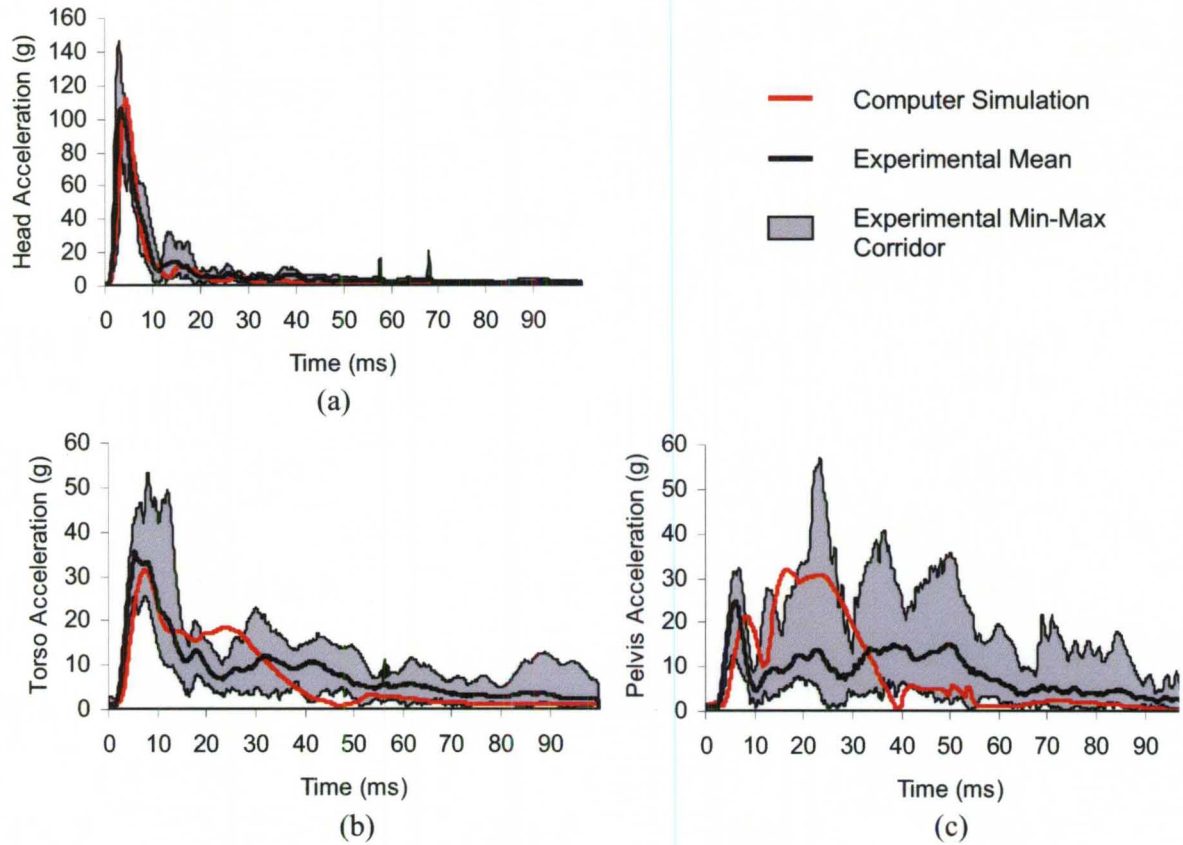 160
140
120
100
80
60
40
20
0
Head Acceleration (g)
0 10 20 30 40 50 60 70 80 90
Time (ms)
(a)
Computer Simulation
Experimental Mean
Experimental Min-Max
Corridor
60
50
40
30
20
10
0
Torso Acceleration (g)
0 10 20 30 40 50 60 70 80 90
Time (ms)
(b)
60
50
40
30
20
10
0
Pelvis Acceleration (g)
0 10 20 30 40 50 60 70 80 90
Time (ms)
(c)